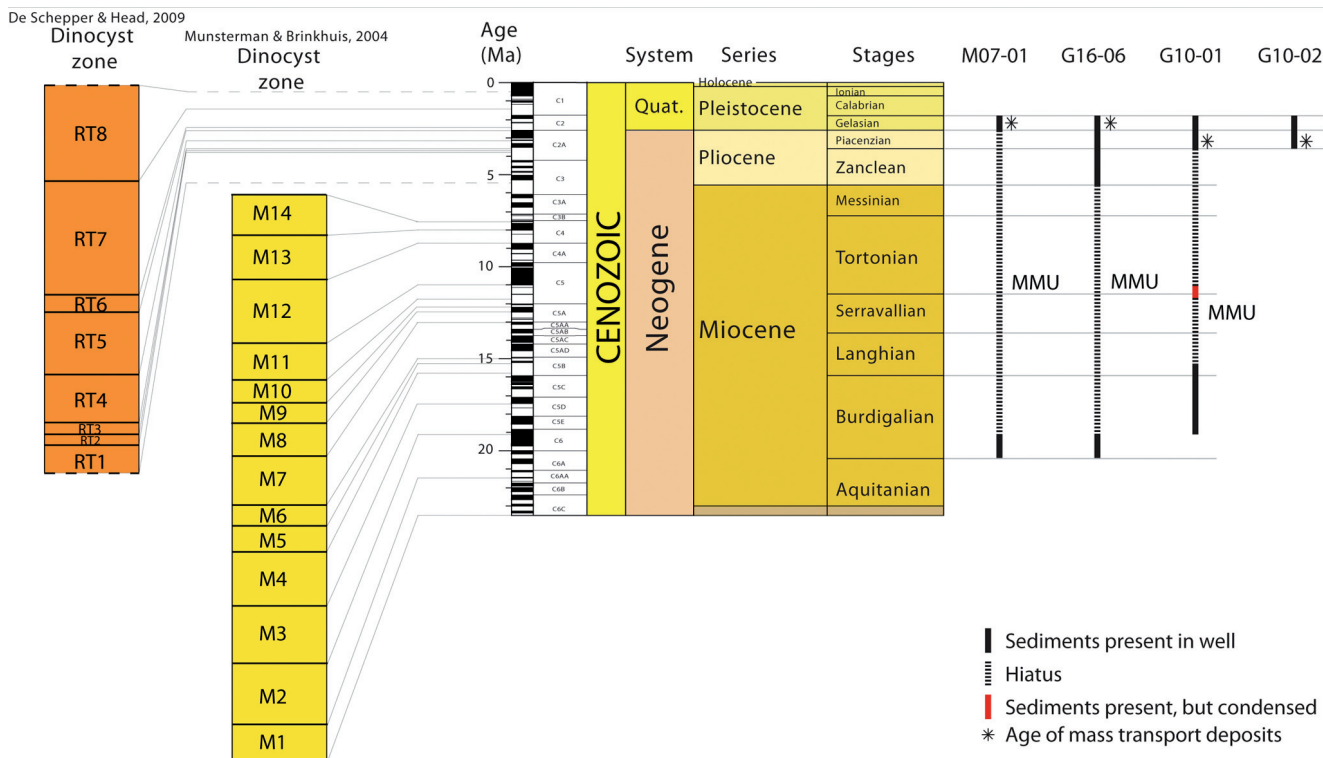 De Schepper & Head, 2009
Dinocyst
zone
RT8
RT7
RT6
RT5
RT4
RT3
RT2
RT1
Munsterman & Brinkhuis, 2004
Dinocyst
zone
M14
M13
M12
M11
M10
M9
M8
M7
M6
M5
M4
M3
M2
M1
Age
(Ma)
0
5
10
15
20
C1
C2
C2A
C3
C3A
C3B
C4
C4A
C5
C5A
C5AA
C5AB
C5AC
C5AD
C5B
C5C
C5D
C5E
C6
C6A
C6AA
C6B
C6C
CENOZOIC
System
Quat.
Neogene
Series
Holocene
Pleistocene
Pliocene
Miocene
Stages
Ionian
Calabrian
Gelasian
Piacenzian
Zanclean
Messinian
Tortonian
Serravallian
Langhian
Burdigalian
Aquitanian
M07-01
*
MMU
G16-06
*
MMU
G10-01
*
MMU
G10-02
*
Sediments present in well
Hiatus
Sediments present, but condensed
* Age of mass transport deposits